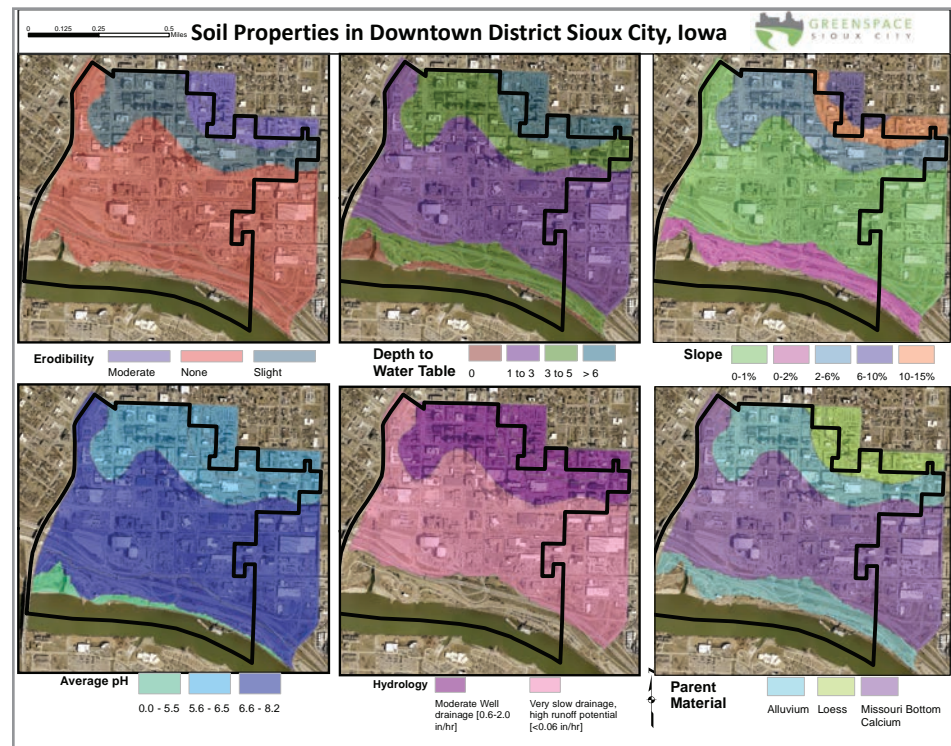 0 0.125 0.25 0.5
Miles
Soil Properties in Downtown District Sioux City, Iowa
GREENSPACE
SIOUX CITY
Erodibility
Moderate None Slight
Depth to
Water Table
0 1 to 3 3 to 5 > 6
Slope
0-1% 0-2% 2-6% 6-10% 10-15%
Average pH
0.0 - 5.5 5.6 - 6.5 6.6 - 8.2
Hydrology
Moderate Well
drainage [0.6-2.0
in/hr]
Very slow drainage,
high runoff potential
[<0.06 in/hr]
Parent
Material
Alluvium Loess Missouri Bottom
Calcium